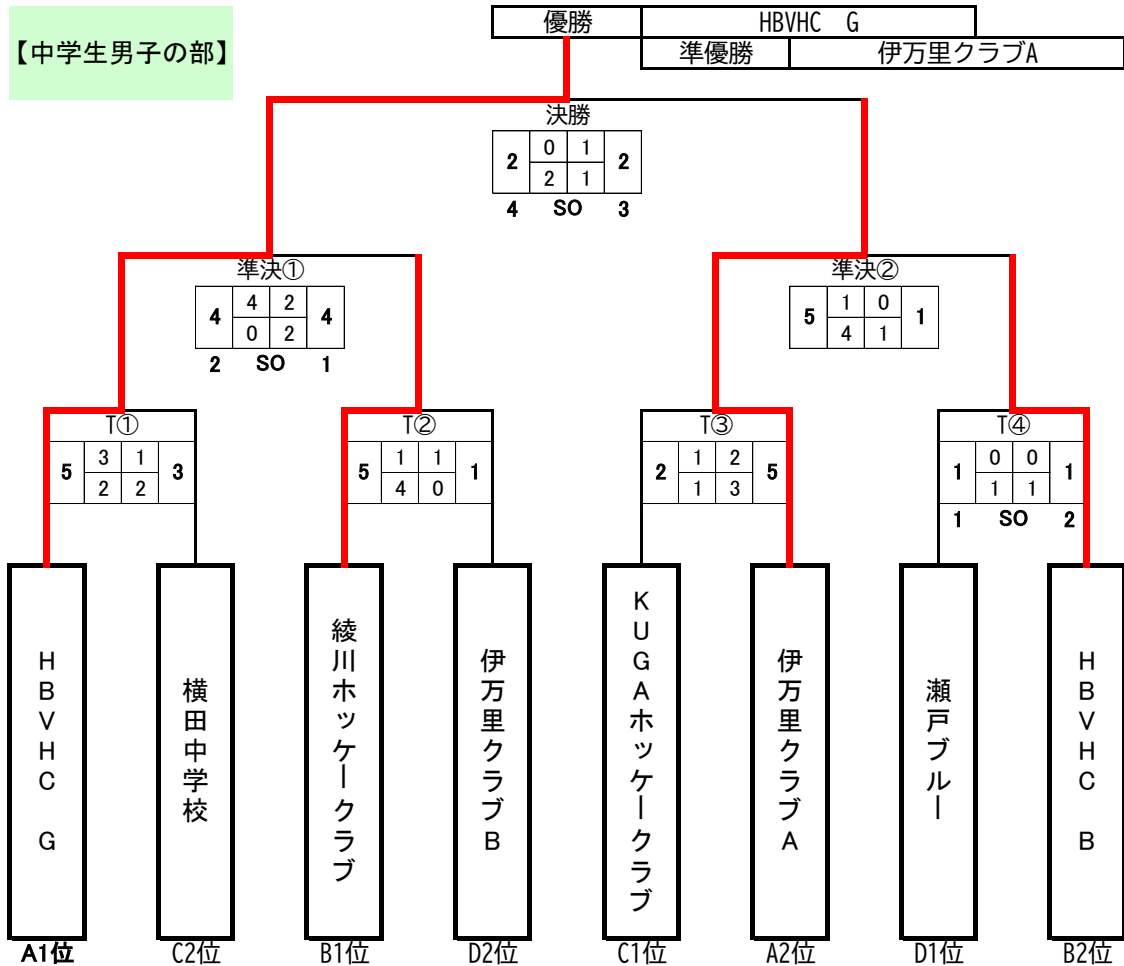 優勝 HBVHC G
【中学生男子の部】
準優勝 伊万里クラブA
決勝
2 0 1 2
2 1
4 SO 3
準決① 準決②
4 4 2 4 5 1 0 1
0 2 4 1
2 SO 1
T① T② T③ T④
5 3 1 3 5 1 1 1 2 1 2 5 1 0 0 1
2 2 4 0 1 3 1 1
1 SO 2
HBVHC G
横田中学校
綾川ホッケークラブ
伊万里クラブB
KUGAホッケークラブ
伊万里クラブA
瀬戸ブルー
HBVHC B
A1位 C2位 B1位 D2位 C1位 A2位 D1位 B2位